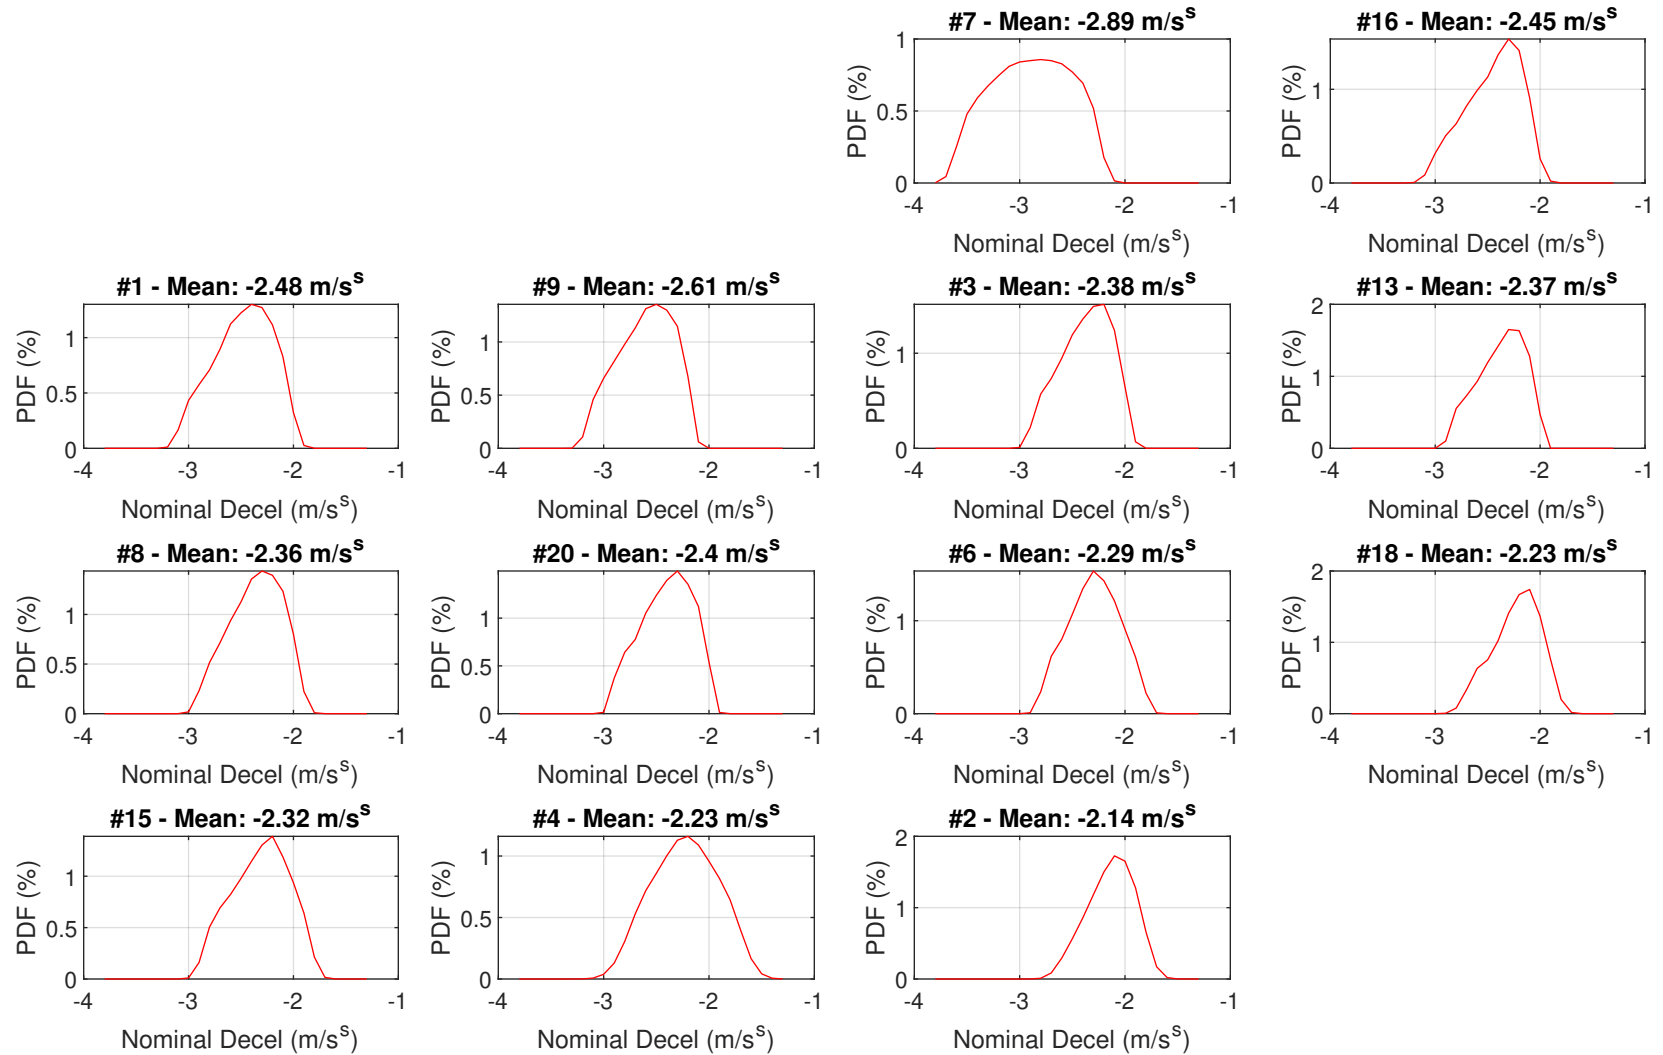 #7 - Mean: -2.89 m/s^s
PDF (%)
1
0.5
0
-4 -3 -2 -1
Nominal Decel (m/s^s)
#16 - Mean: -2.45 m/s^s
PDF (%)
1
0
-4 -3 -2 -1
Nominal Decel (m/s^s)
#1 - Mean: -2.48 m/s^s
PDF (%)
1
0.5
0
-4 -3 -2 -1
Nominal Decel (m/s^s)
#9 - Mean: -2.61 m/s^s
PDF (%)
1
0.5
0
-4 -3 -2 -1
Nominal Decel (m/s^s)
#3 - Mean: -2.38 m/s^s
PDF (%)
1
0
-4 -3 -2 -1
Nominal Decel (m/s^s)
#13 - Mean: -2.37 m/s^s
PDF (%)
2
1
0
-4 -3 -2 -1
Nominal Decel (m/s^s)
#8 - Mean: -2.36 m/s^s
PDF (%)
1
0.5
0
-4 -3 -2 -1
Nominal Decel (m/s^s)
#20 - Mean: -2.4 m/s^s
PDF (%)
1
0.5
0
-4 -3 -2 -1
Nominal Decel (m/s^s)
#6 - Mean: -2.29 m/s^s
PDF (%)
1
0
-4 -3 -2 -1
Nominal Decel (m/s^s)
#18 - Mean: -2.23 m/s^s
PDF (%)
2
1
0
-4 -3 -2 -1
Nominal Decel (m/s^s)
#15 - Mean: -2.32 m/s^s
PDF (%)
1
0.5
0
-4 -3 -2 -1
Nominal Decel (m/s^s)
#4 - Mean: -2.23 m/s^s
PDF (%)
1
0.5
0
-4 -3 -2 -1
Nominal Decel (m/s^s)
#2 - Mean: -2.14 m/s^s
PDF (%)
2
1
0
-4 -3 -2 -1
Nominal Decel (m/s^s)